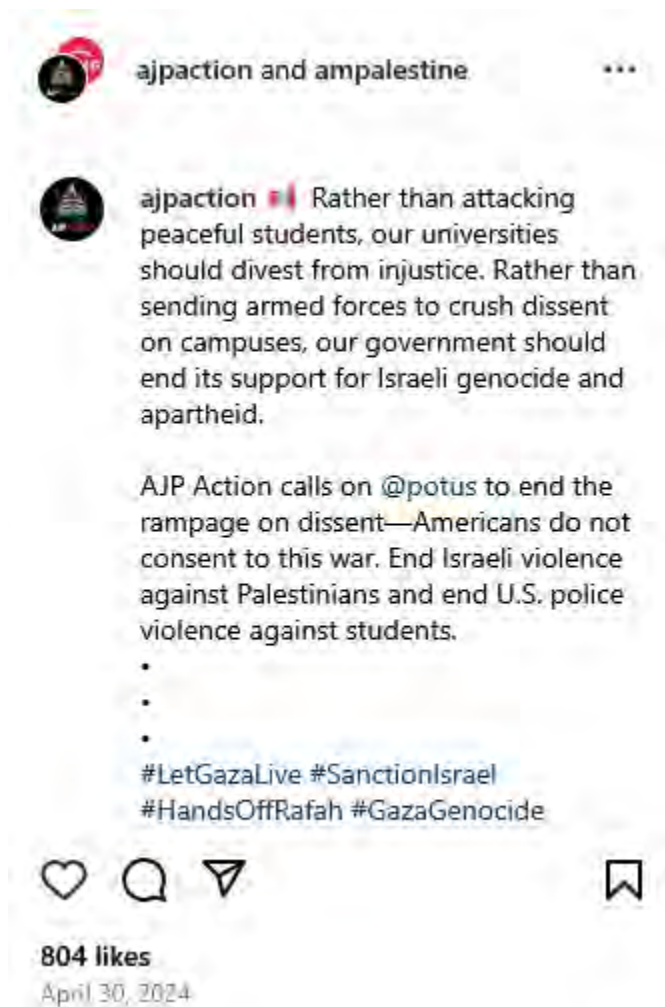 ajpaction and ampalestine
ajpaction Rather than attacking
peaceful students, our universities
should divest from injustice. Rather than
sending armed forces to crush dissent
on campuses, our government should
end its support for Israeli genocide and
apartheid.
AJP Action calls on @potus to end the
rampage on dissent—Americans do not
consent to this war. End Israeli violence
against Palestinians and end U.S. police
violence against students.
.
.
.
#LetGazaLive #SanctionIsrael
#HandsOffRafah #GazaGenocide
804 likes
April 30, 2024